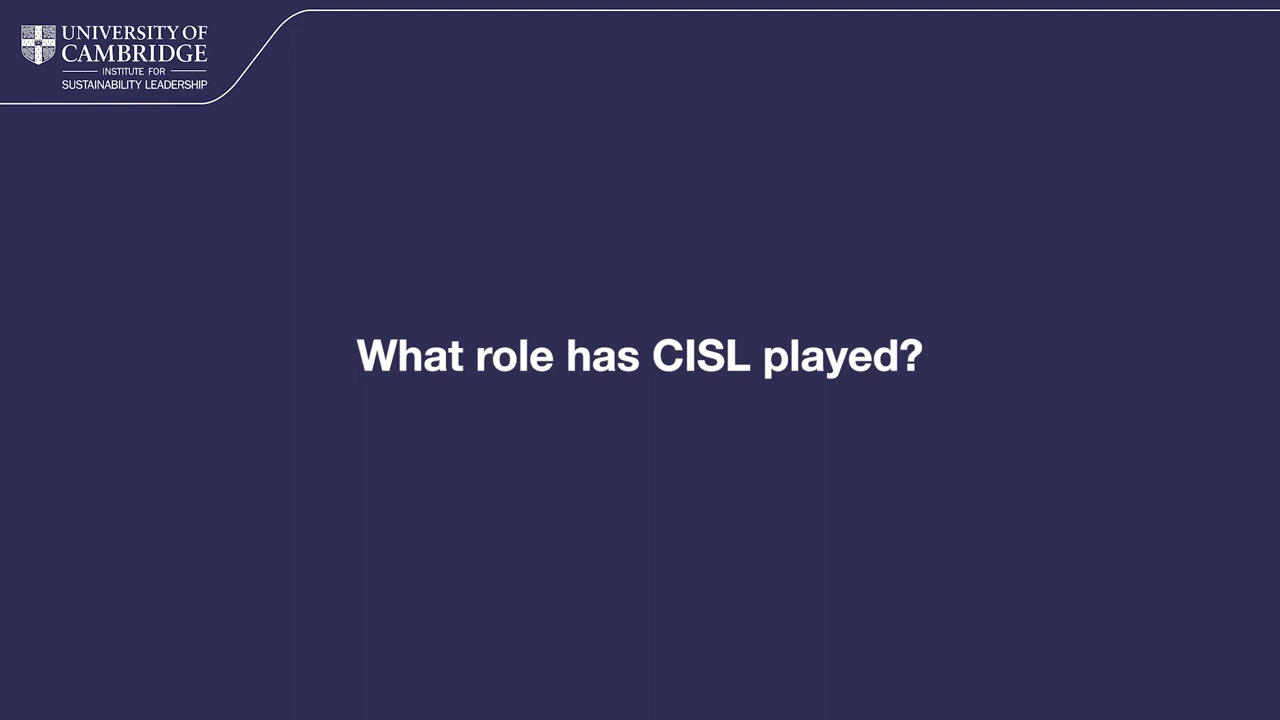 UNIVERSITY OF
CAMBRIDGE
INSTITUTE FOR
SUSTAINABILITY LEADERSHIP
What role has CISL played?